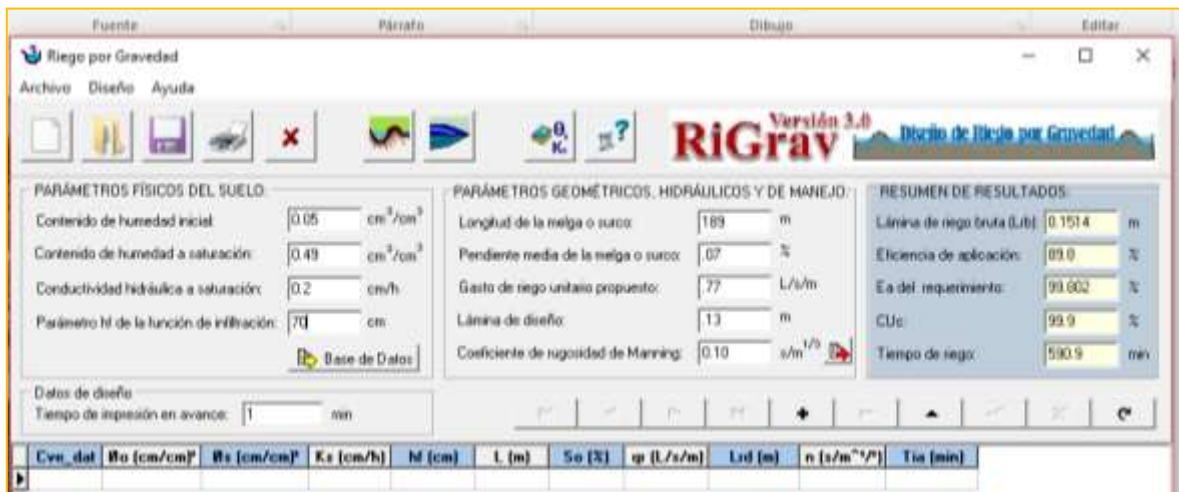 Fuente Párrafo Dibujo Editar
Riego por Gravedad
Archivo Diseño Ayuda
RiGrav Versión 3.0 Diseño de Riego por Gravedad
PARÁMETROS FÍSICOS DEL SUELO:
Contenido de humedad inicial: 0.05 cm³/cm³
Contenido de humedad a saturación: 0.49 cm³/cm³
Conductividad hidráulica a saturación: 0.2 cm/h
Parámetro hf de la función de infiltración: 70 cm
Base de Datos
PARÁMETROS GEOMÉTRICOS, HIDRÁULICOS Y DE MANEJO:
Longitud de la melga o surco: 189 m
Pendiente media de la melga o surco: .07 %
Gasto de riego unitario propuesto: .77 L/s/m
Lámina de diseño: .13 m
Coeficiente de rugosidad de Manning: 0.10 s/m^1/3
RESUMEN DE RESULTADOS:
Lámina de riego bruta (Lrb): 0.1514 m
Eficiencia de aplicación: %
Ea del requerimiento: 99.802 %
CUc: 99.9 %
Tiempo de riego: 590.9 min
Datos de diseño
Tiempo de impresión en avance: 1 min
Cve_dat Øo (cm/cm)³ Øs (cm/cm)³ Ks (cm/h) hf (cm) L (m) So (%) qr (L/s/m) Lrd (m) Tia (min)